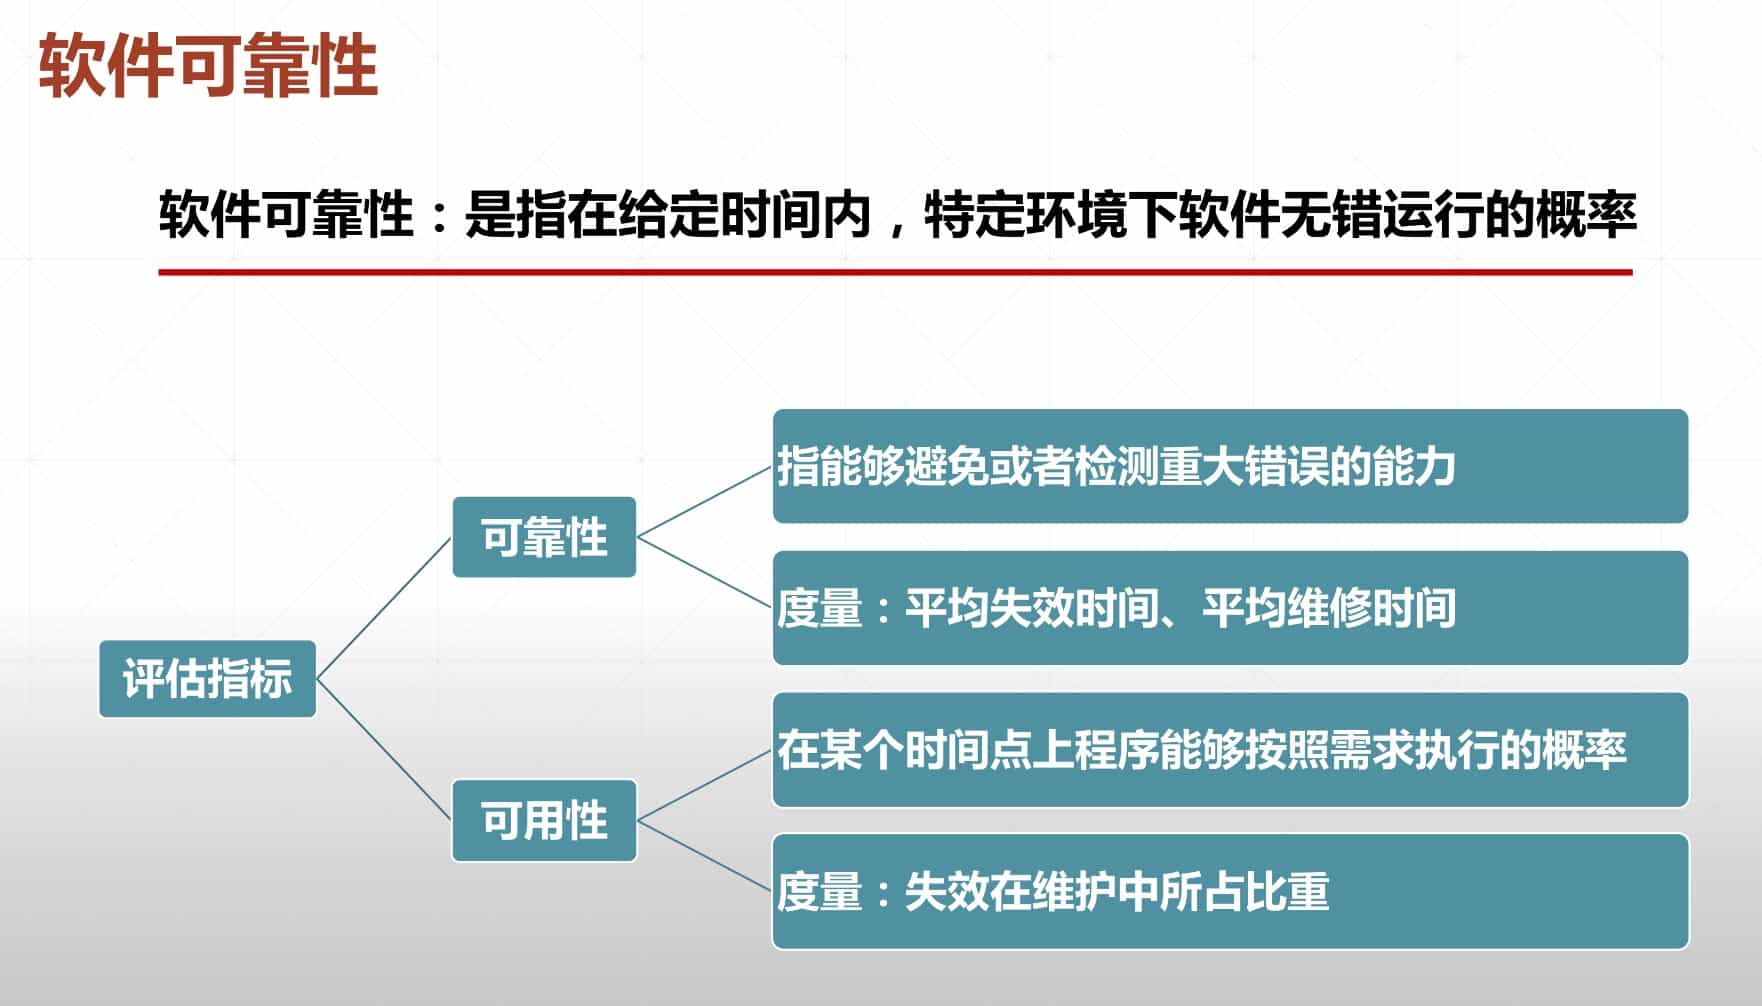 软件可靠性
软件可靠性：是指在给定时间内，特定环境下软件无错运行的概率
评估指标
可靠性
指能够避免或者检测重大错误的能力
度量：平均失效时间、平均维修时间
可用性
在某个时间点上程序能够按照需求执行的概率
度量：失效在维护中所占比重